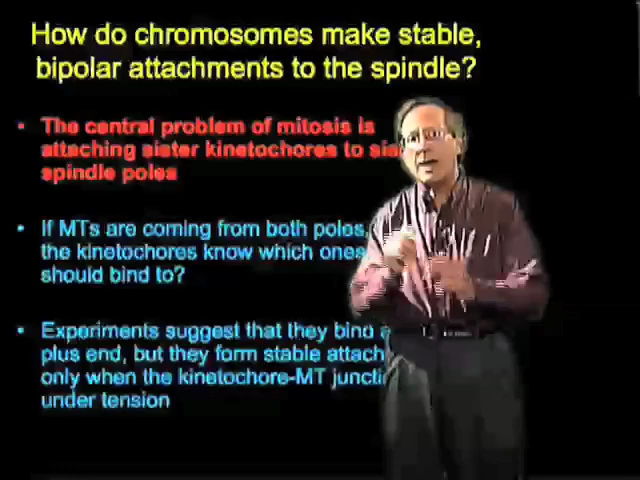 How do chromosomes make stable,
bipolar attachments to the spindle?
• The central problem of mitosis is
attaching sister kinetochores to
spindle poles
• If MTs are coming from both poles,
the kinetochores know which ones
should bind to?
• Experiments suggest that they bind
plus end, but they form stable
only when the kinetochore-MT
under tension